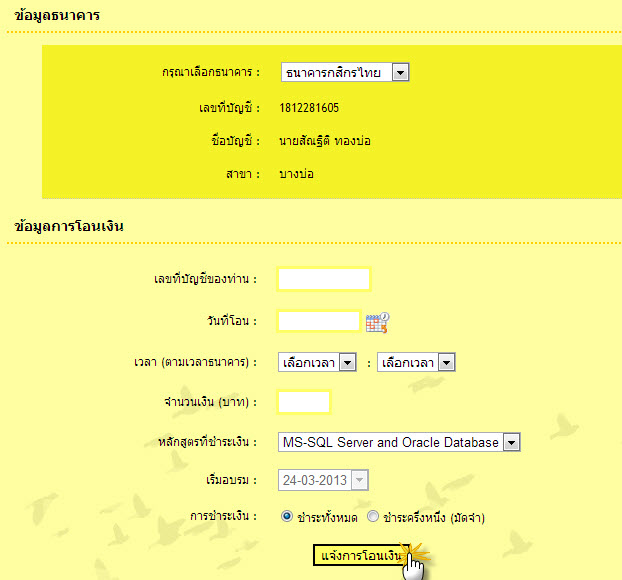 ข้อมูลธนาคาร
กรุณาเลือกธนาคาร : ธนาคารกสิกรไทย
เลขที่บัญชี : 1812281605
ชื่อบัญชี : นายสัณฐิติ ทองบ่อ
สาขา : บางบ่อ
ข้อมูลการโอนเงิน
เลขที่บัญชีของท่าน :
วันที่โอน :
เวลา (ตามเวลาธนาคาร) : เลือกเวลา : เลือกเวลา
จำนวนเงิน (บาท) :
หลักสูตรที่ชำระเงิน : MS-SQL Server and Oracle Database
เริ่มอบรม : 24-03-2013
การชำระเงิน : ชำระทั้งหมด ชำระครึ่งหนึ่ง (มัดจำ)
แจ้งการโอนเงิน